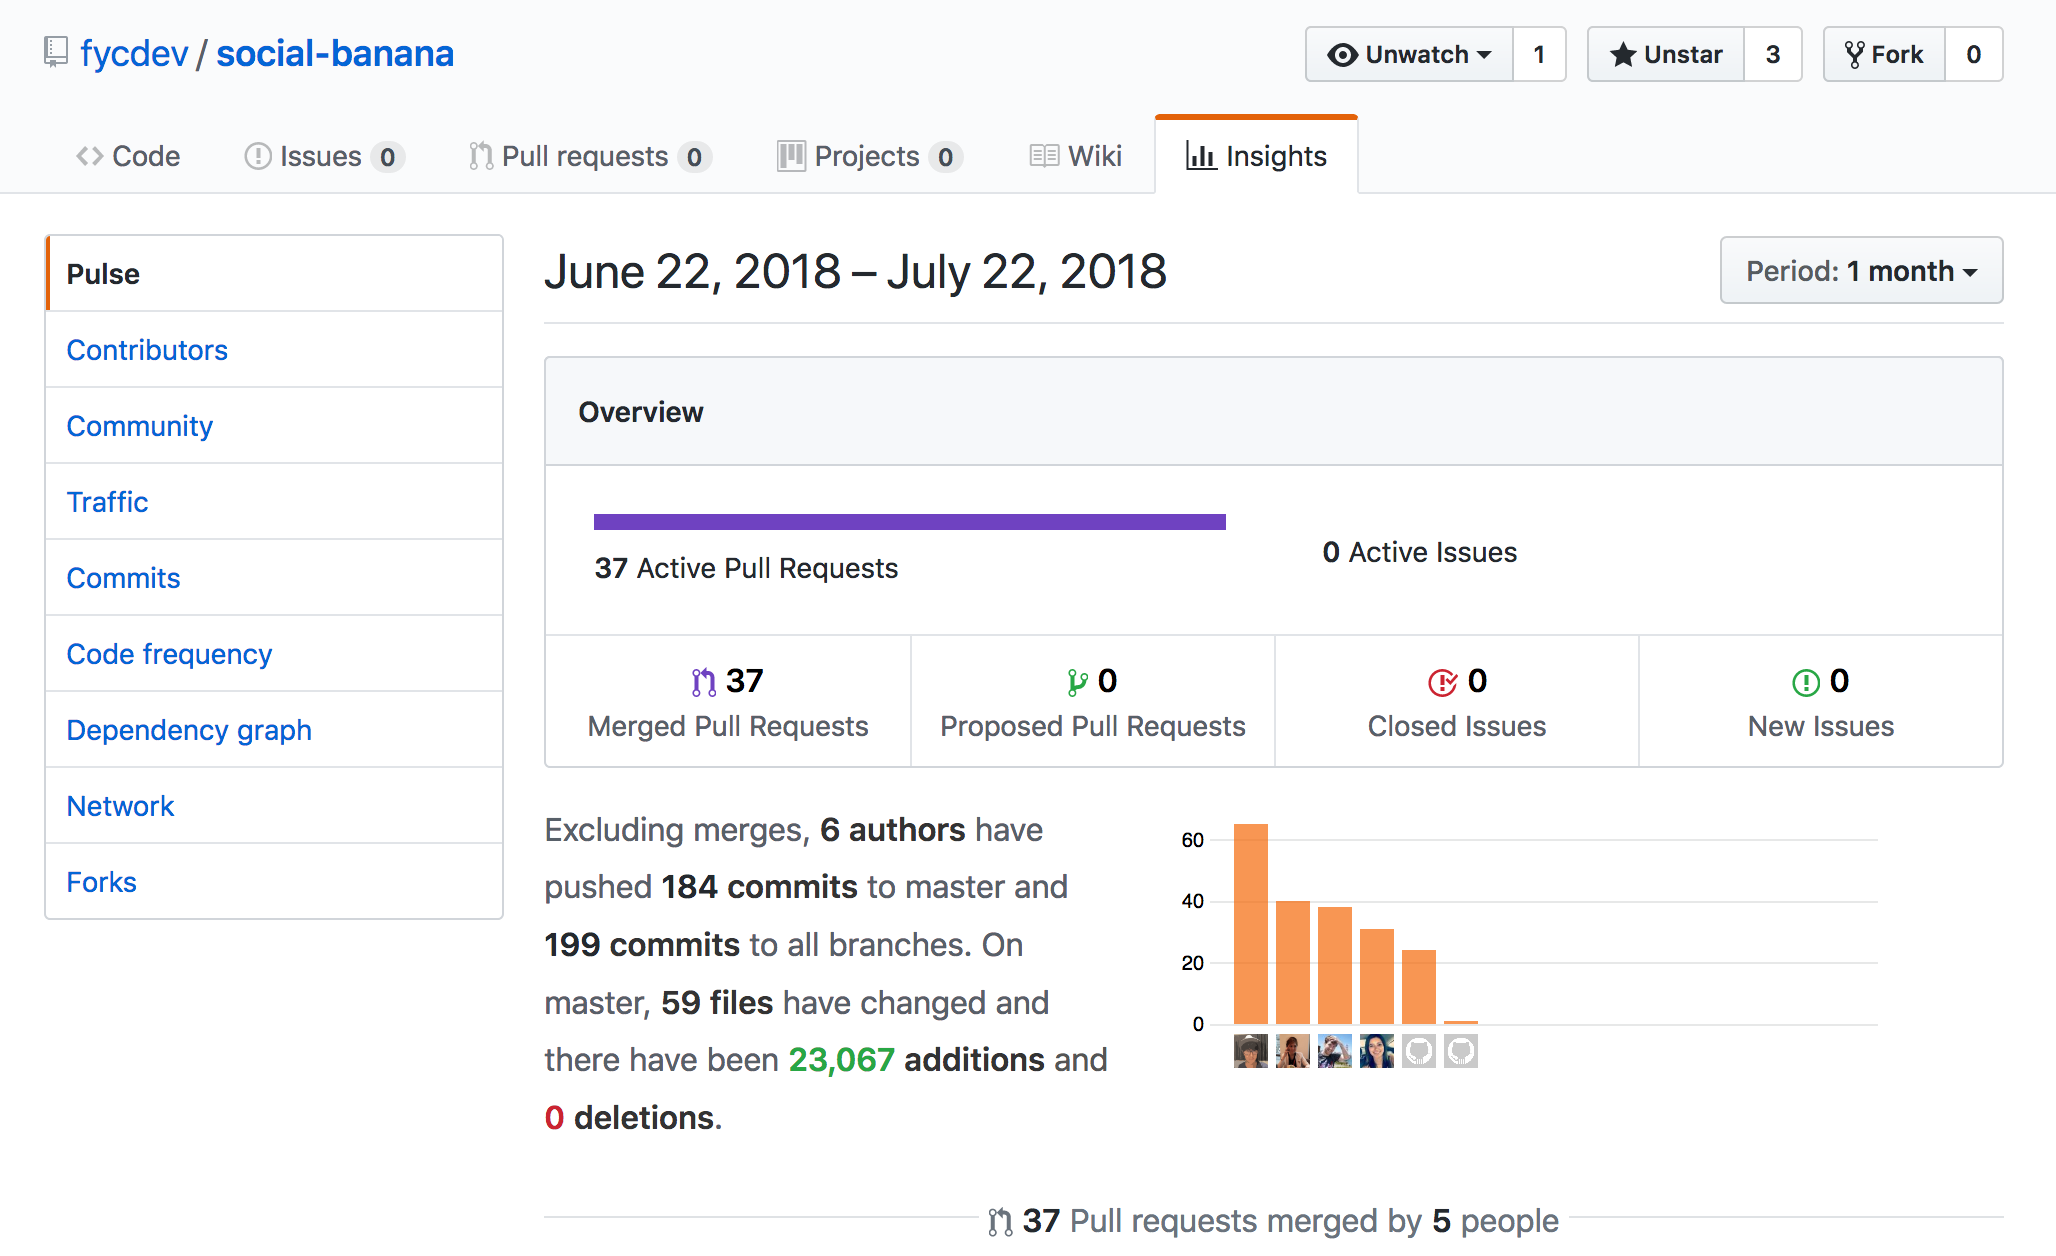 fycdev / social-banana
Unwatch 1
Unstar 3
Fork 0
Code
Issues 0
Pull requests 0
Projects 0
Wiki
Insights
Pulse
Contributors
Community
Traffic
Commits
Code frequency
Dependency graph
Network
Forks
June 22, 2018 – July 22, 2018
Period: 1 month
Overview
37 Active Pull Requests
0 Active Issues
37
Merged Pull Requests
0
Proposed Pull Requests
0
Closed Issues
0
New Issues
Excluding merges, 6 authors have
pushed 184 commits to master and
199 commits to all branches. On
master, 59 files have changed and
there have been 23,067 additions and
0 deletions.
60
40
20
0
37 Pull requests merged by 5 people